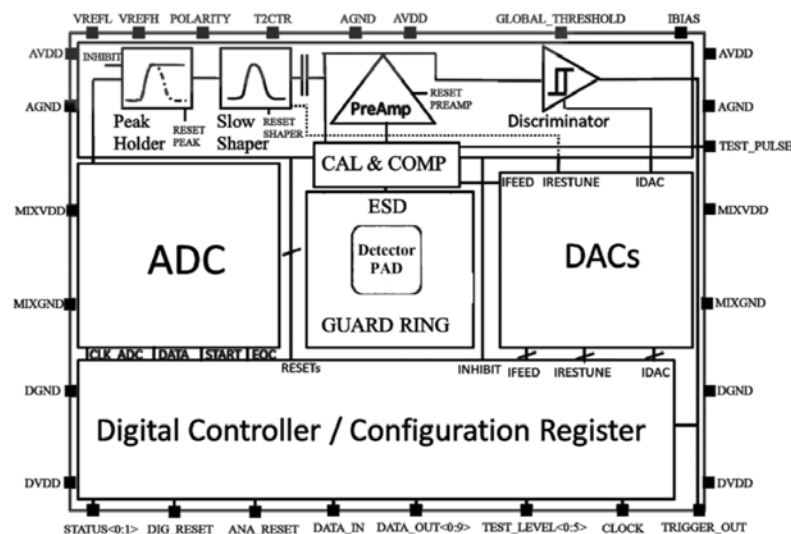 VREFL VREFH POLARITY T2CTR AGND AVDD GLOBAL_THRESHOLD IBIAS
AVDD
INHIBIT
AVDD
RESET
PREAMP
PreAmp
AGND
AGND
Peak
Holder
RESET
PEAK
Slow
Shaper
RESET
SHAPER
Discriminator
TEST_PULSE
CAL & COMP
IFEED IRESTUNE IDAC
ESD
MIXVDD
MIXVDD
ADC
Detector
PAD
DACs
MIXGND
MIXGND
GUARD RING
CLK_ADC DATA START EOC
RESETs
INHIBIT IFEED IRESTUNE IDAC
DGND
DGND
Digital Controller / Configuration Register
DVDD
DVDD
STATUS<0:1> DIG_RESET ANA_RESET DATA_IN DATA_OUT<0:9> TEST_LEVEL<0:5> CLOCK TRIGGER_OUT